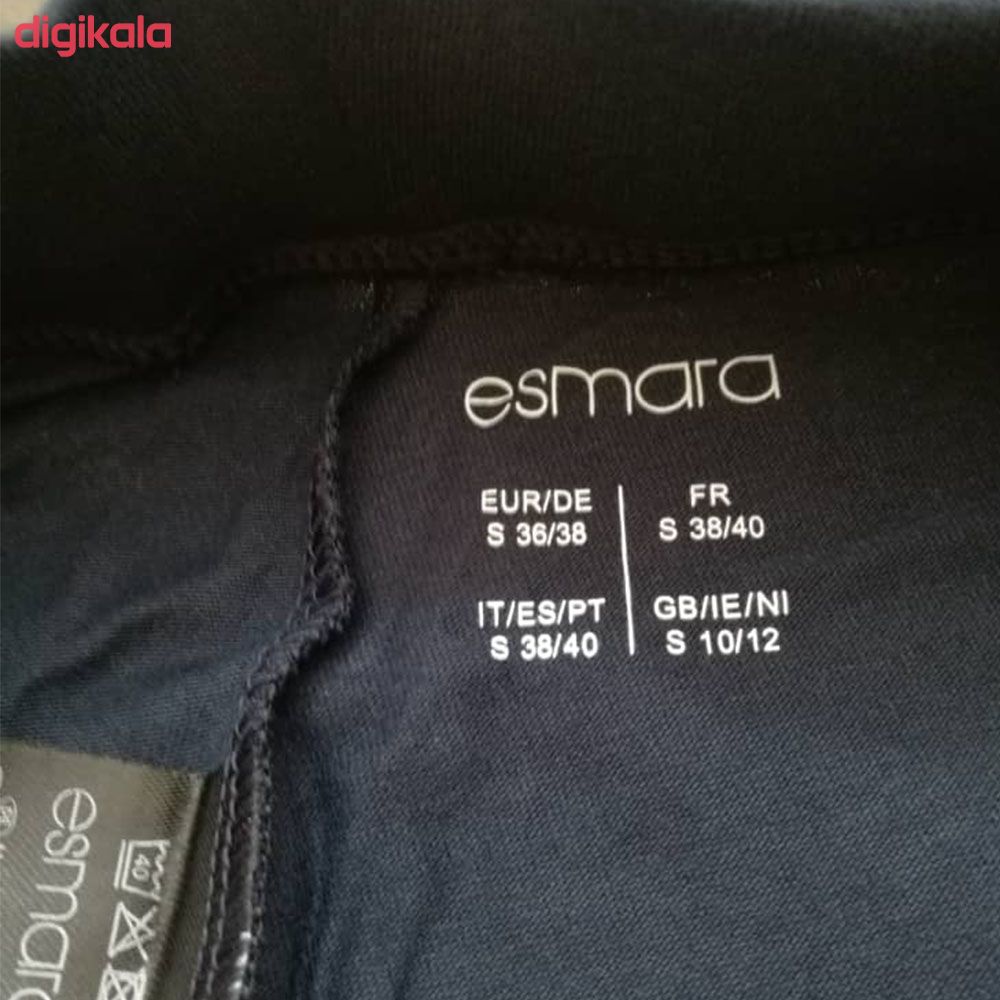 digikala
esmara
EUR/DE
S 36/38
FR
S 38/40
IT/ES/PT
S 38/40
GB/IE/NI
S 10/12
esmara
40